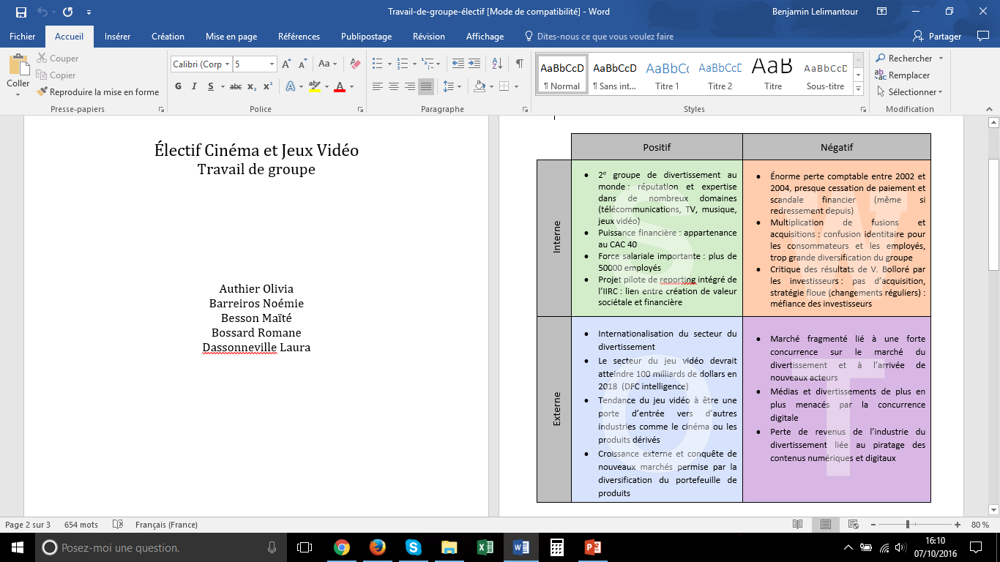 Travail-de-groupe-électif [Mode de compatibilité] - Word
Benjamin Lelimantour
Fichier Accueil Insérer Création Mise en page Références Publipostage Révision Affichage Dites-nous ce que vous voulez faire Partager
Coller
Couper
Copier
Reproduire la mise en forme
Presse-papiers
Calibri (Corp 5 Aa
G I S abc x₂ x² A ab A
Police
Paragraphe
AaBbCcD AaBbCcD AaBbC AaBbCcD AaB AaBbCcD
¶ Normal ¶ Sans int... Titre 1 Titre 2 Titre Sous-titre
Styles
Rechercher
Remplacer
Sélectionner
Modification
Électif Cinéma et Jeux Vidéo
Travail de groupe
Authier Olivia
Barreiros Noémie
Besson Maïté
Bossard Romane
Dassonneville Laura
Positif
Négatif
Interne
S
• 2e groupe de divertissement au
monde : réputation et expertise
dans de nombreux domaines
(télécommunications, TV, musique,
jeux vidéo)
• Puissance financière : appartenance
au CAC 40
• Force salariale importante : plus de
50000 employés
• Projet pilote de reporting intégré de
l’IIRC : lien entre création de valeur
sociétale et financière
W
• Énorme perte comptable entre 2002 et
2004, presque cessation de paiement et
scandale financier (même si
redressement depuis)
• Multiplication de fusions et
acquisitions : confusion identitaire pour
les consommateurs et les employés,
trop grande diversification du groupe
• Critique des résultats de V. Bolloré par
les investisseurs : pas d’acquisition,
stratégie floue (changements réguliers) :
méfiance des investisseurs
Externe
O
• Internationalisation du secteur du
divertissement
• Le secteur du jeu vidéo devrait
atteindre 100 milliards de dollars en
2018 (DFC intelligence)
• Tendance du jeu vidéo à être une
porte d’entrée vers d’autres
industries comme le cinéma ou les
produits dérivés
• Croissance externe et conquête de
nouveaux marchés permise par la
diversification du portefeuille de
produits
T
• Marché fragmenté lié à une forte
concurrence sur le marché du
divertissement et à l’arrivée de
nouveaux acteurs
• Médias et divertissements de plus en
plus menacés par la concurrence
digitale
• Perte de revenus de l’industrie du
divertissement liée au piratage des
contenus numériques et digitaux
Page 2 sur 3 654 mots Français (France) 80 %
Posez-moi une question.
16:10
07/10/2016